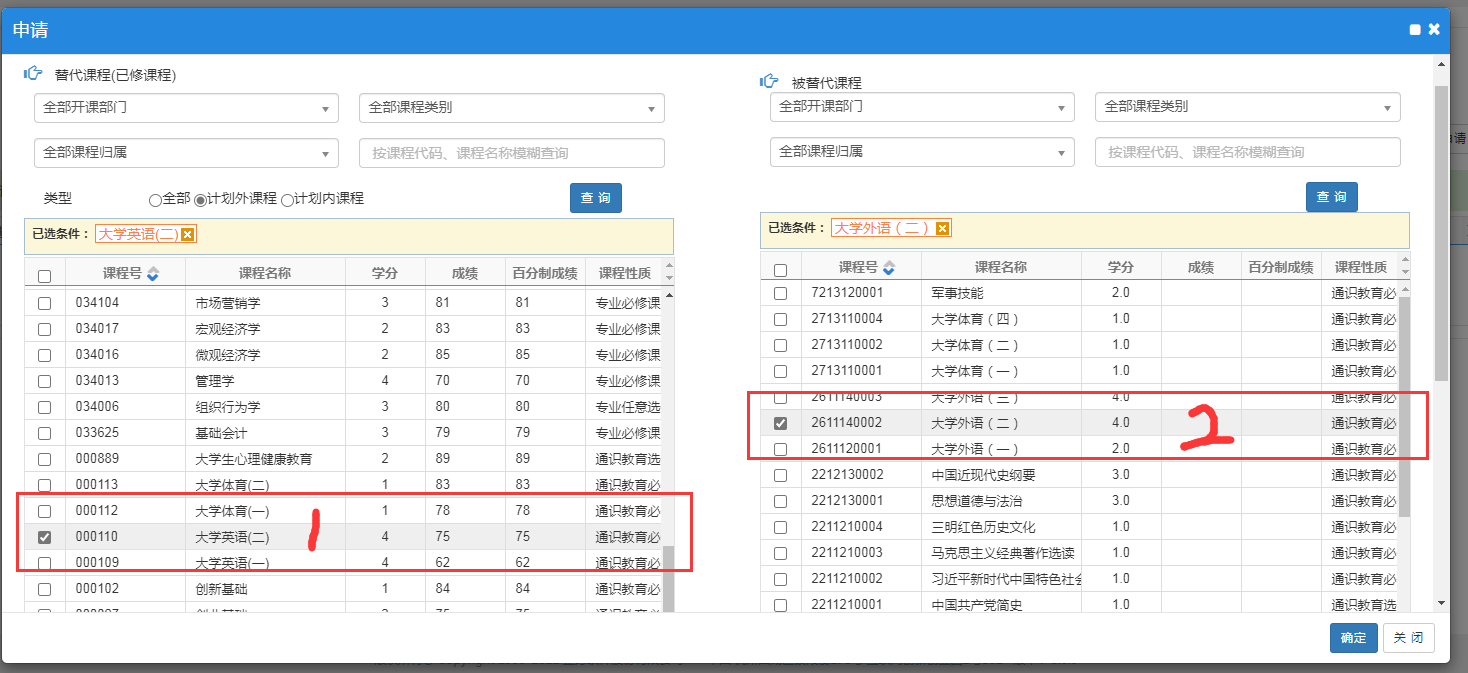 申请
替代课程(已修课程)
全部开课部门 全部课程类别
全部课程归属 按课程代码、课程名称模糊查询
类型 全部 计划外课程 计划内课程 查 询
已选条件： 大学英语(二)
课程号 课程名称 学分 成绩 百分制成绩 课程性质
034104 市场营销学 3 81 81 专业必修课
034017 宏观经济学 2 83 83 专业必修课
034016 微观经济学 2 85 85 专业必修课
034013 管理学 4 70 70 专业必修课
034006 组织行为学 3 80 80 专业任意选
033625 基础会计 3 79 79 专业必修课
000889 大学生心理健康教育 2 89 89 通识教育选
000113 大学体育(二) 1 83 83 通识教育必
000112 大学体育(一) 1 78 78 通识教育必
000110 大学英语(二) 4 75 75 通识教育必
000109 大学英语(一) 4 62 62 通识教育必
000102 创新基础 1 84 84 通识教育必
1
被替代课程
全部开课部门 全部课程类别
全部课程归属 按课程代码、课程名称模糊查询
查 询
已选条件： 大学外语（二）
课程号 课程名称 学分 成绩 百分制成绩 课程性质
7213120001 军事技能 2.0 通识教育必
2713110004 大学体育（四） 1.0 通识教育必
2713110002 大学体育（二） 1.0 通识教育必
2713110001 大学体育（一） 1.0 通识教育必
2611140003 大学外语（三） 4.0 通识教育必
2611140002 大学外语（二） 4.0 通识教育必
2611120001 大学外语（一） 2.0 通识教育必
2212130002 中国近现代史纲要 3.0 通识教育必
2212130001 思想道德与法治 3.0 通识教育必
2211210004 三明红色历史文化 1.0 通识教育必
2211210003 马克思主义经典著作选读 1.0 通识教育必
2211210002 习近平新时代中国特色社会 1.0 通识教育必
2211210001 中国共产党简史 1.0 通识教育选
2
确定 关 闭